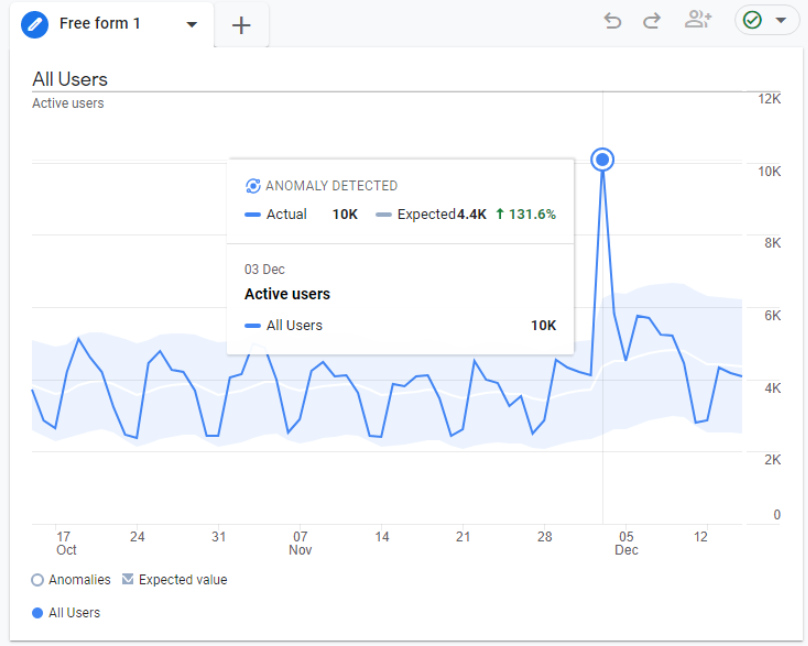 Free form 1
All Users
Active users
12K
10K
8K
6K
4K
2K
0
ANOMALY DETECTED
Actual 10K Expected 4.4K ↑ 131.6%
03 Dec
Active users
All Users 10K
17 24 31 07 14 21 28 05 12
Oct Nov Dec
Anomalies Expected value
All Users